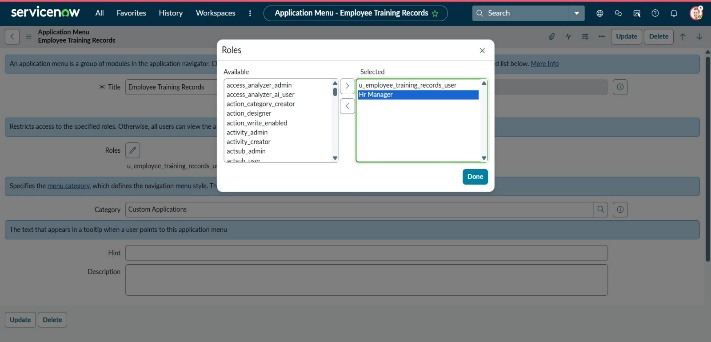 servicenow All Favorites History Workspaces Application Menu - Employee Training Records Search
Application Menu
Employee Training Records
Update Delete
An application menu is a group of modules in the application navigator.
ed list below. More Info
Title Employee Training Records
Restricts access to the specified roles. Otherwise, all users can view the a
Roles
u_employee_training_records_u
Specifies the menu category, which defines the navigation menu style.
Category Custom Applications
The text that appears in a tooltip when a user points to this application menu
Hint
Description
Update Delete
Roles
Available
access_analyzer_admin
access_analyzer_ai_user
action_category_creator
action_designer
action_write_enabled
activity_admin
activity_creator
actsub_admin
actsub_user
Selected
u_employee_training_records_user
Hr Manager
Done